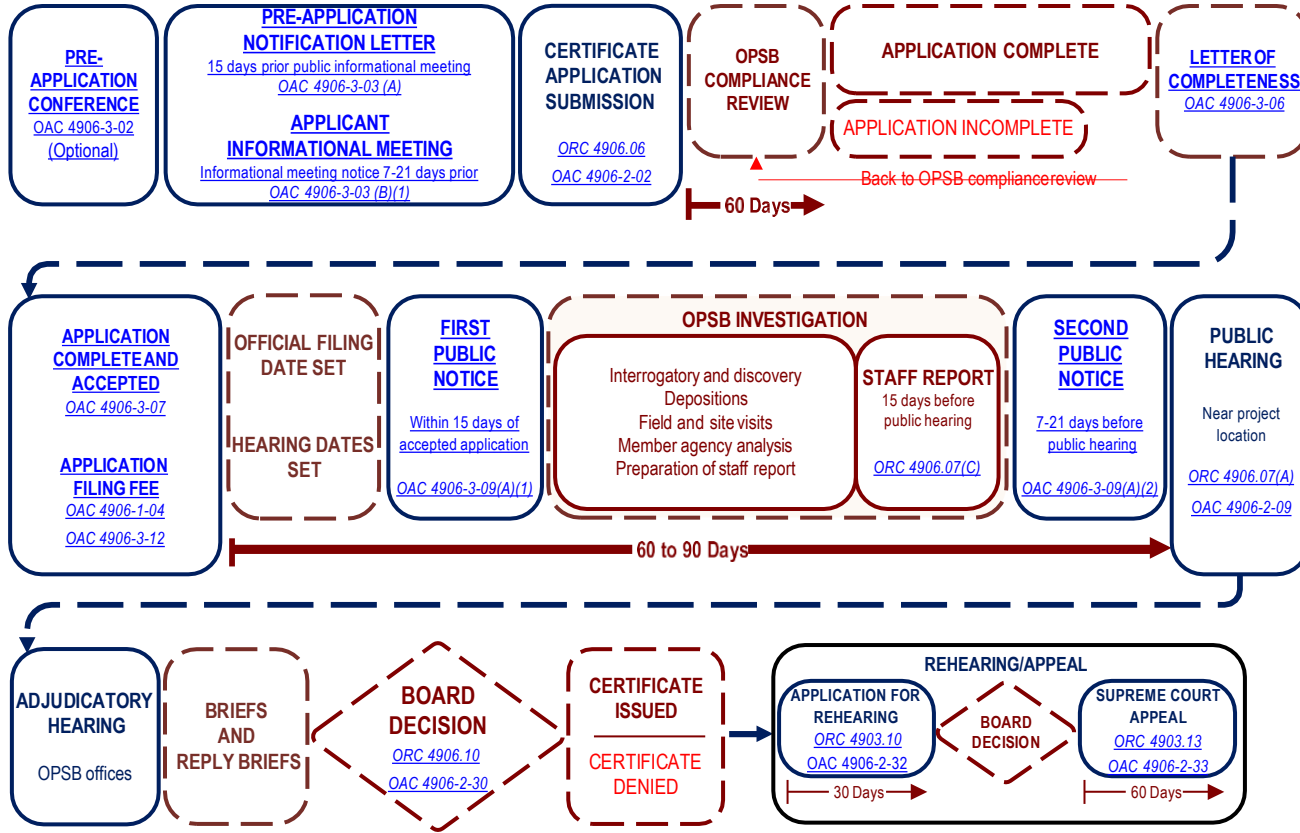 PRE-
APPLICATION
CONFERENCE
OAC 4906-3-02
(Optional)
PRE-APPLICATION
NOTIFICATION LETTER
15 days prior public informational meeting
OAC 4906-3-03 (A)
APPLICANT
INFORMATIONAL MEETING
Informational meeting notice 7-21 days prior
OAC 4906-3-03 (B)(1)
CERTIFICATE
APPLICATION
SUBMISSION
ORC 4906.06
OAC 4906-2-02
OPSB
COMPLIANCE
REVIEW
APPLICATION COMPLETE
APPLICATION INCOMPLETE
Back to OPSB compliance review
60 Days
LETTER OF
COMPLETENESS
OAC 4906-3-06
APPLICATION
COMPLETE AND
ACCEPTED
OAC 4906-3-07
APPLICATION
FILING FEE
OAC 4906-1-04
OAC 4906-3-12
OFFICIAL FILING
DATE SET
HEARING DATES
SET
FIRST
PUBLIC
NOTICE
Within 15 days of
accepted application
OAC 4906-3-09(A)(1)
OPSB INVESTIGATION
Interrogatory and discovery
Depositions
Field and site visits
Member agency analysis
Preparation of staff report
STAFF REPORT
15 days before
public hearing
ORC 4906.07(C)
SECOND
PUBLIC
NOTICE
7-21 days before
public hearing
OAC 4906-3-09(A)(2)
PUBLIC
HEARING
Near project
location
ORC 4906.07(A)
OAC 4906-2-09
60 to 90 Days
ADJUDICATORY
HEARING
OPSB offices
BRIEFS
AND
REPLY BRIEFS
BOARD
DECISION
ORC 4906.10
OAC 4906-2-30
CERTIFICATE
ISSUED
CERTIFICATE
DENIED
REHEARING/APPEAL
APPLICATION FOR
REHEARING
ORC 4903.10
OAC 4906-2-32
30 Days
BOARD
DECISION
SUPREME COURT
APPEAL
ORC 4903.13
OAC 4906-2-33
60 Days